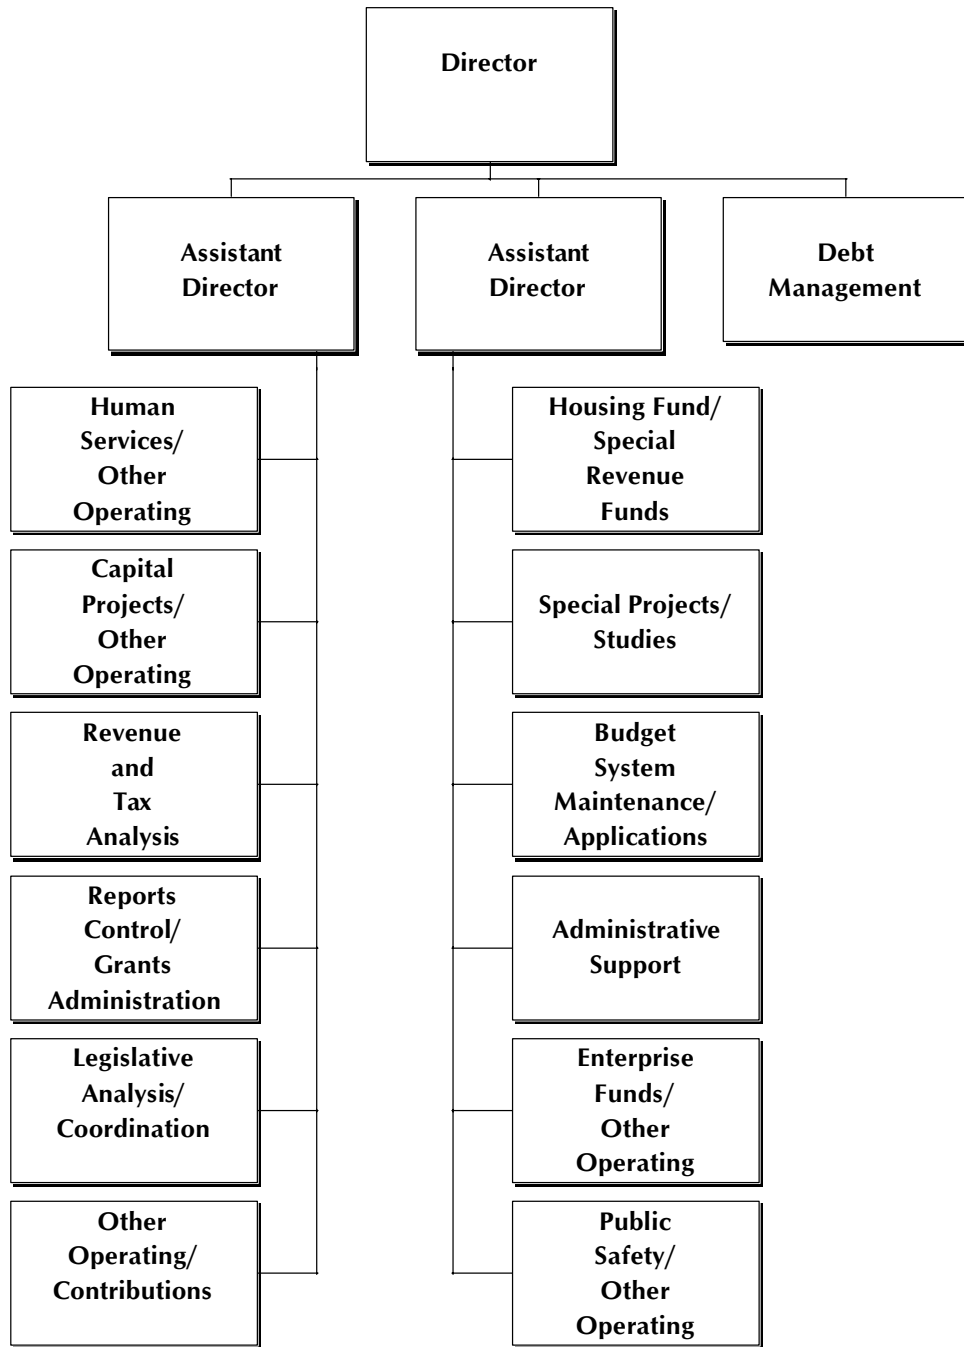 Director
Assistant
Director
Assistant
Director
Debt
Management
Human
Services/
Other
Operating
Housing Fund/
Special
Revenue
Funds
Capital
Projects/
Other
Operating
Special Projects/
Studies
Revenue
and
Tax
Analysis
Budget
System
Maintenance/
Applications
Reports
Control/
Grants
Administration
Administrative
Support
Legislative
Analysis/
Coordination
Enterprise
Funds/
Other
Operating
Other
Operating/
Contributions
Public
Safety/
Other
Operating